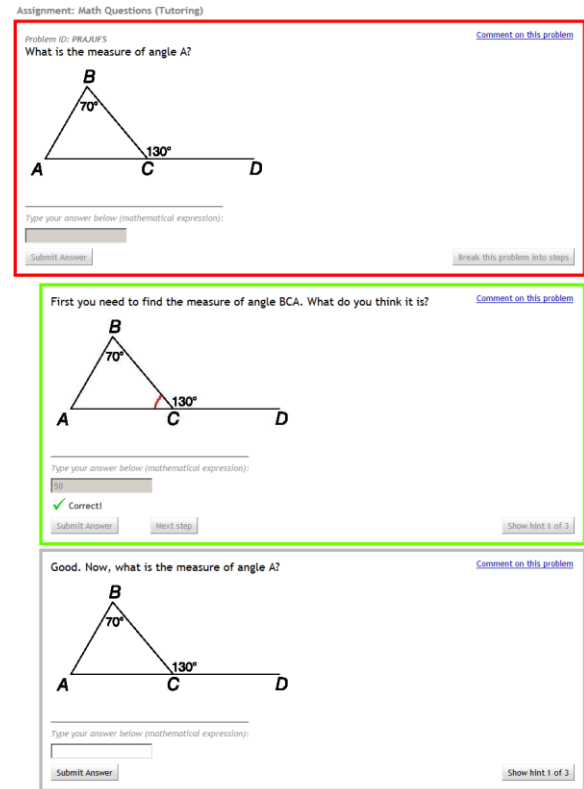 Assignment: Math Questions (Tutoring)
Problem ID: PRAJUFS
Comment on this problem
What is the measure of angle A?
B
70°
130°
A
C
D
Type your answer below (mathematical expression):
Submit Answer
Break this problem into steps
First you need to find the measure of angle BCA. What do you think it is?
Comment on this problem
B
70°
130°
A
C
D
Type your answer below (mathematical expression):
50
Correct!
Submit Answer
Next step
Show hint 1 of 3
Good. Now, what is the measure of angle A?
Comment on this problem
B
70°
130°
A
C
D
Type your answer below (mathematical expression):
Submit Answer
Show hint 1 of 3